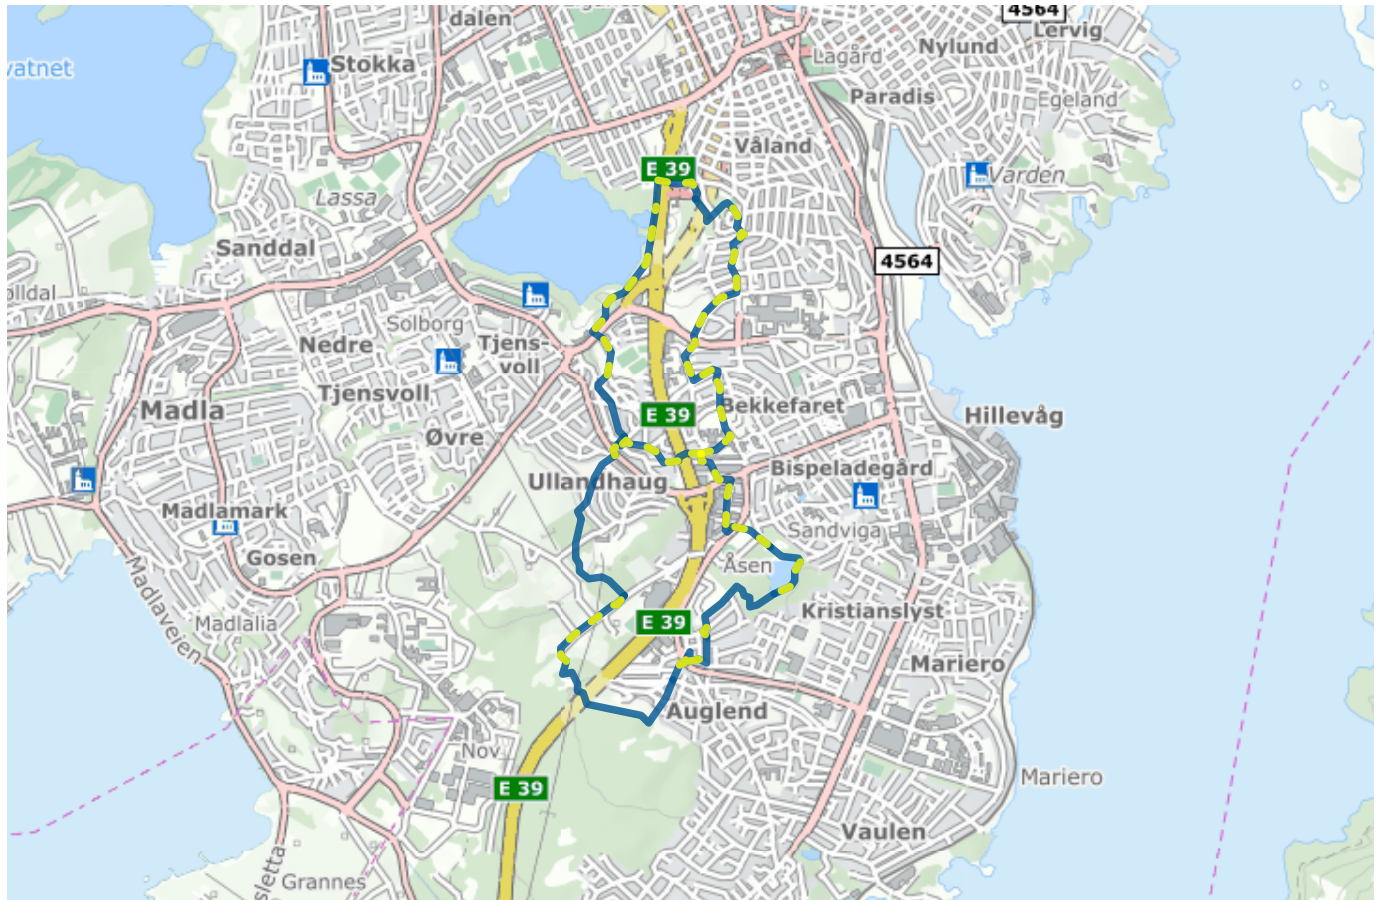 4564
dalen
Lervig
Nylund
Lagård
Stokka
vatnet
Paradis
Egeland
Våland
E 39
Varden
Lassa
Sanddal
4564
olldal
Solborg
Nedre
Tjens-
voll
Tjensvoll
Madla
Bekkefaret
E 39
Hillevåg
Øvre
Bispeladegård
Ullandhaug
Madlamark
Sandviga
Gosen
Åsen
Madlaveien
Kristianslyst
Madlalia
E 39
Mariero
Auglend
Nov
Mariero
E 39
Vaulen
Grannes
sletta